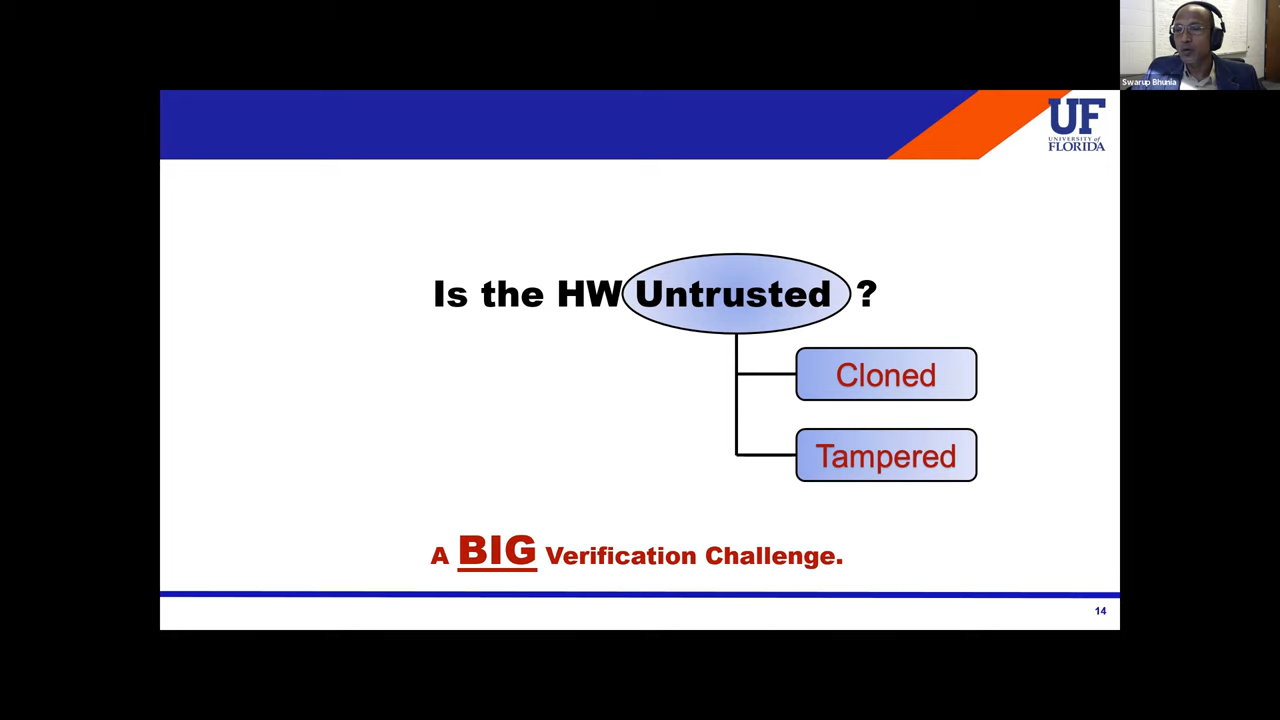 Swarup Bhunia
UF
UNIVERSITY of
FLORIDA
Is the HW Untrusted ?
Cloned
Tampered
A BIG Verification Challenge.
14